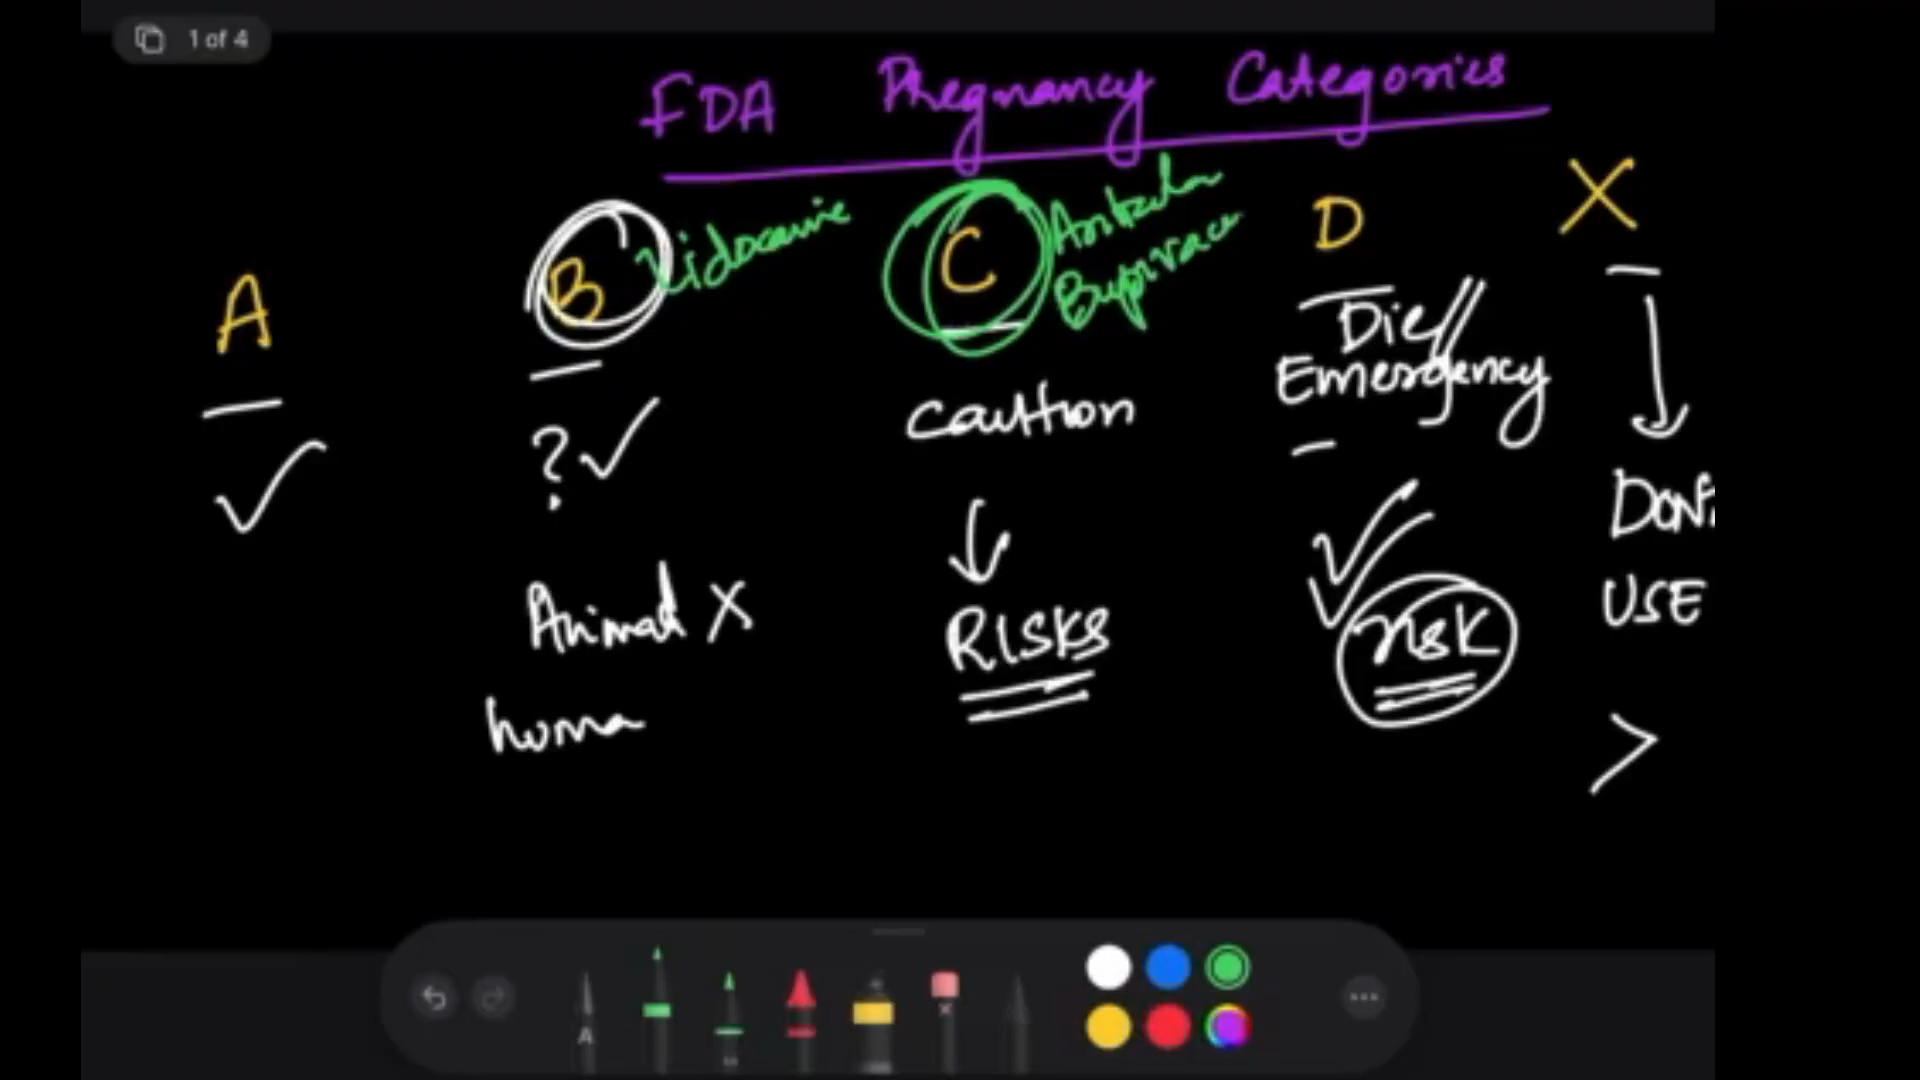 1 of 4
FDA Pregnancy Categories
A
B Lidocaine
C
D
X
Die//
Emergency
?
caution
DON
USE
Animal X
RISKS
risk
huma
>
A